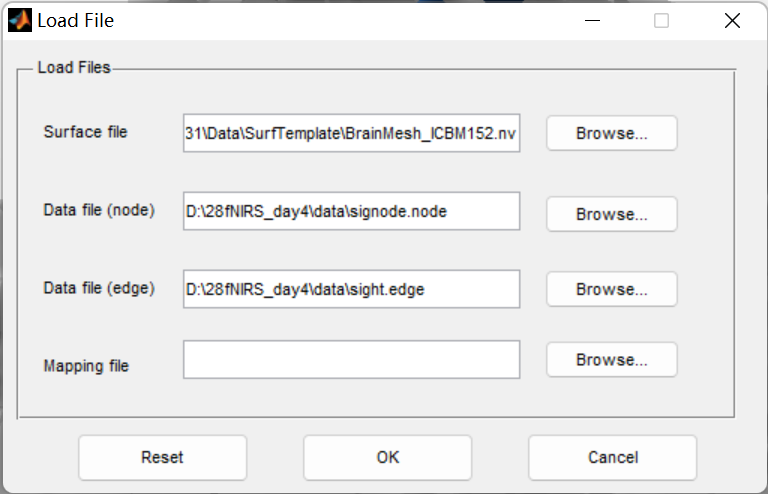 Load File
Load Files
Surface file 31\Data\SurfTemplate\BrainMesh_ICBM152.nv Browse...
Data file (node) D:\28fNIRS_day4\data\signode.node Browse...
Data file (edge) D:\28fNIRS_day4\data\sight.edge Browse...
Mapping file Browse...
Reset OK Cancel